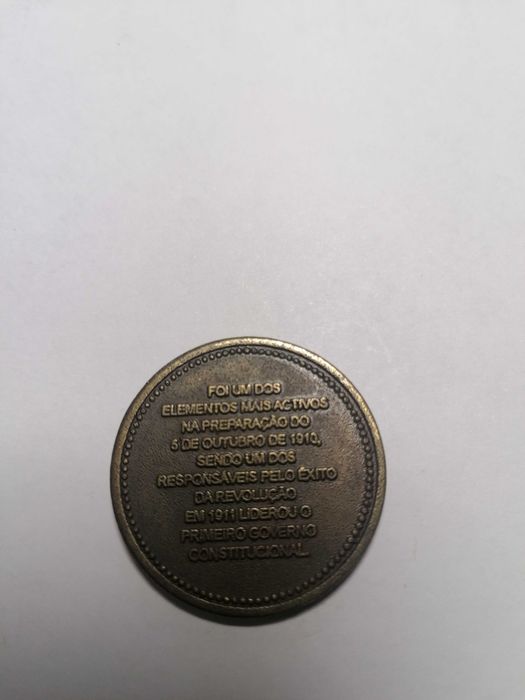 FOI UM DOS
ELEMENTOS MAIS ACTIVOS
NA PREPARAÇÃO DO
5 DE OUTUBRO DE 1910,
SENDO UM DOS
RESPONSÁVEIS PELO ÊXITO
DA REVOLUÇÃO
EM 1911 LIDEROU O
PRIMEIRO GOVERNO
CONSTITUCIONAL.